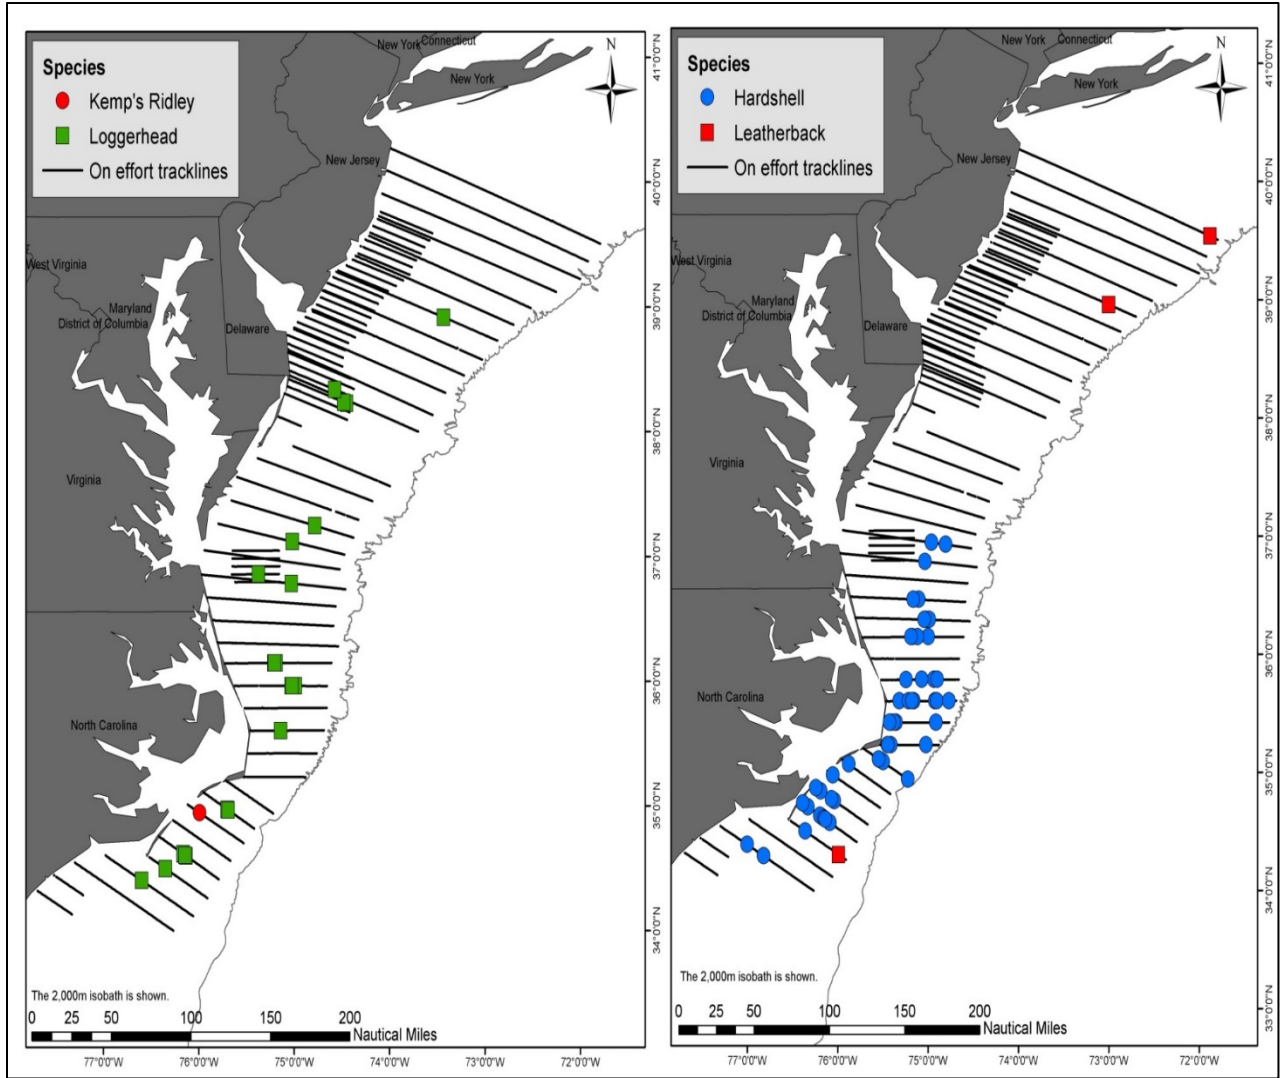 Species
Kemp's Ridley
Loggerhead
On effort tracklines
New York
Connecticut
New York
N
New Jersey
West Virginia
Maryland
District of Columbia
Delaware
Virginia
North Carolina
41°0'0"N
40°0'0"N
39°0'0"N
38°0'0"N
37°0'0"N
36°0'0"N
35°0'0"N
34°0'0"N
The 2,000m isobath is shown.
0 25 50 100 150 200
Nautical Miles
77°0'0"W 76°0'0"W 75°0'0"W 74°0'0"W 73°0'0"W 72°0'0"W
Species
Hardshell
Leatherback
On effort tracklines
New York
Connecticut
New York
N
New Jersey
West Virginia
Maryland
District of Columbia
Delaware
Virginia
North Carolina
41°0'0"N
40°0'0"N
39°0'0"N
38°0'0"N
37°0'0"N
36°0'0"N
35°0'0"N
34°0'0"N
33°0'0"N
The 2,000m isobath is shown.
0 25 50 100 150 200
Nautical Miles
77°0'0"W 76°0'0"W 75°0'0"W 74°0'0"W 73°0'0"W 72°0'0"W